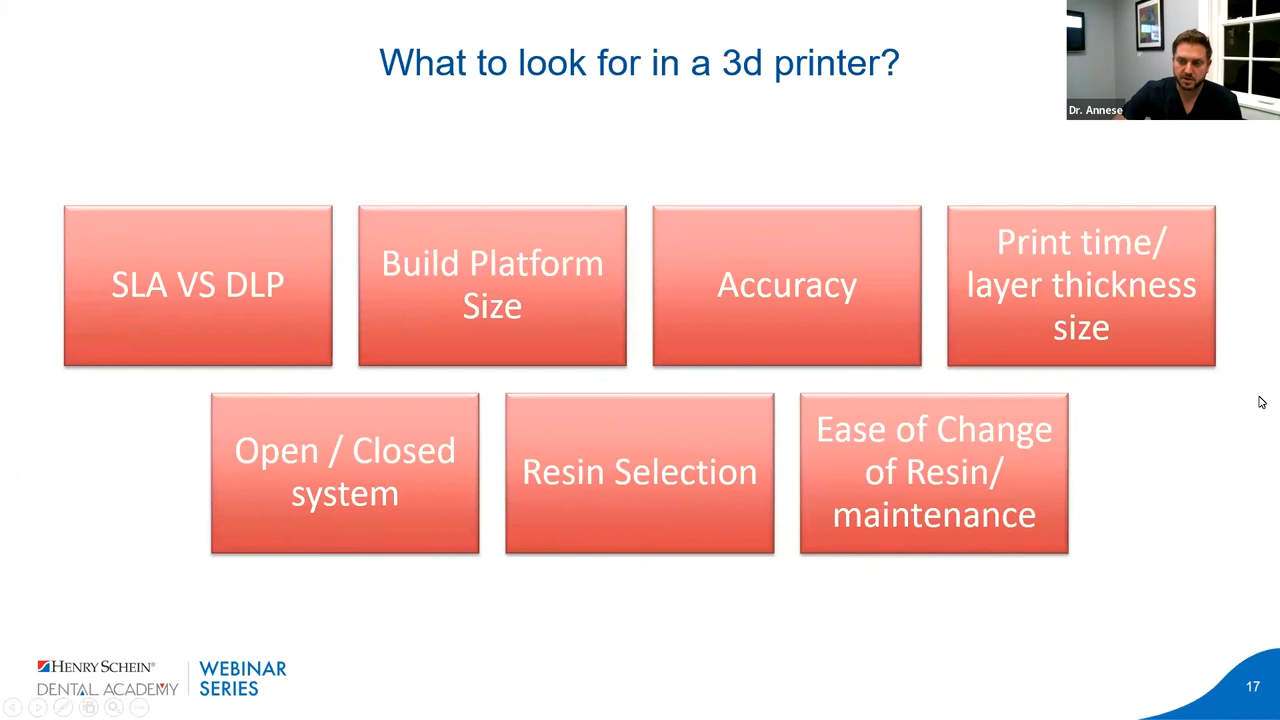 What to look for in a 3d printer?
Dr. Annese
SLA VS DLP
Build Platform
Size
Accuracy
Print time/
layer thickness
size
Open / Closed
system
Resin Selection
Ease of Change
of Resin/
maintenance
HENRY SCHEIN®
DENTAL ACADEMY
WEBINAR
SERIES
17